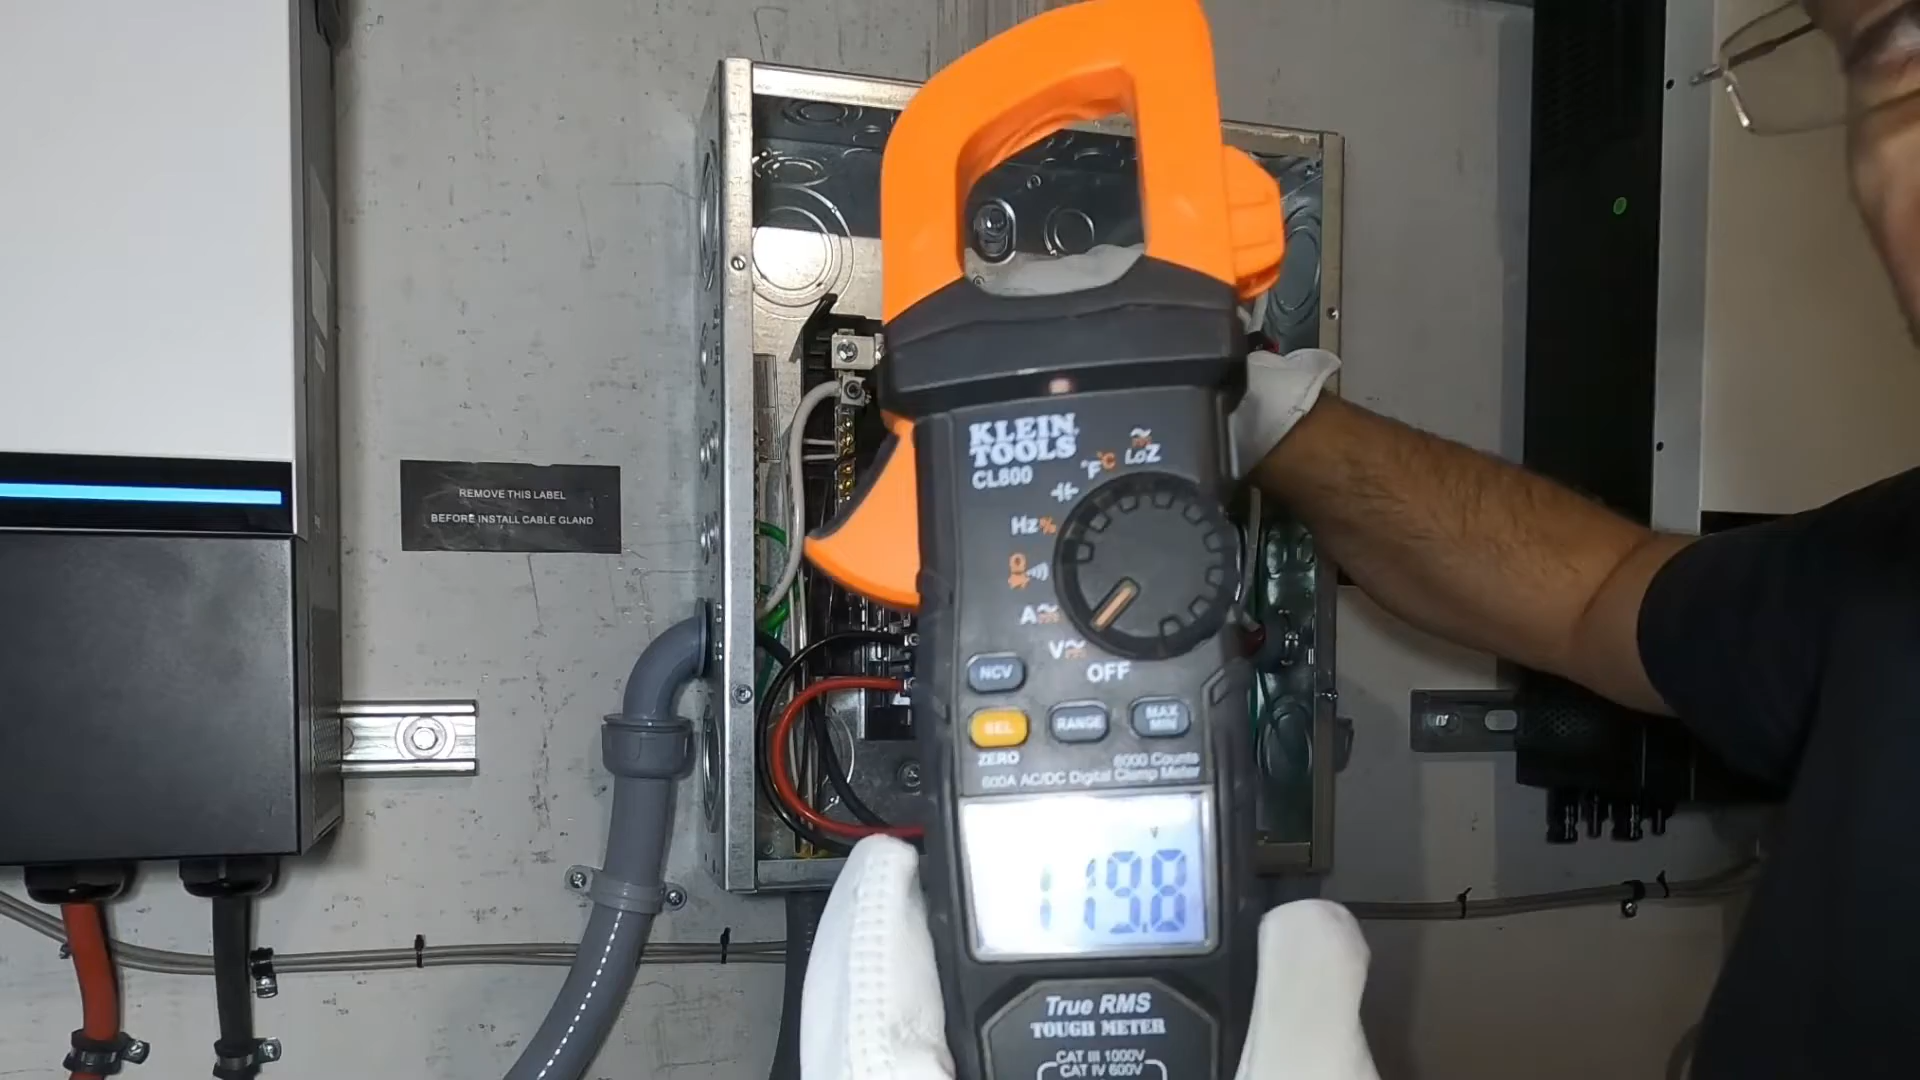 REMOVE THIS LABEL
BEFORE INSTALL CABLE GLAND
KLEIN
TOOLS
CL800
LoZ
°F°C
Hz%
Ω
A
V
OFF
NCV
SEL
RANGE
MAX
MIN
ZERO
6000 Counts
600A AC/DC Digital Clamp Meter
V
119.8
True RMS
TOUGH METER
CAT III 1000V
CAT IV 600V